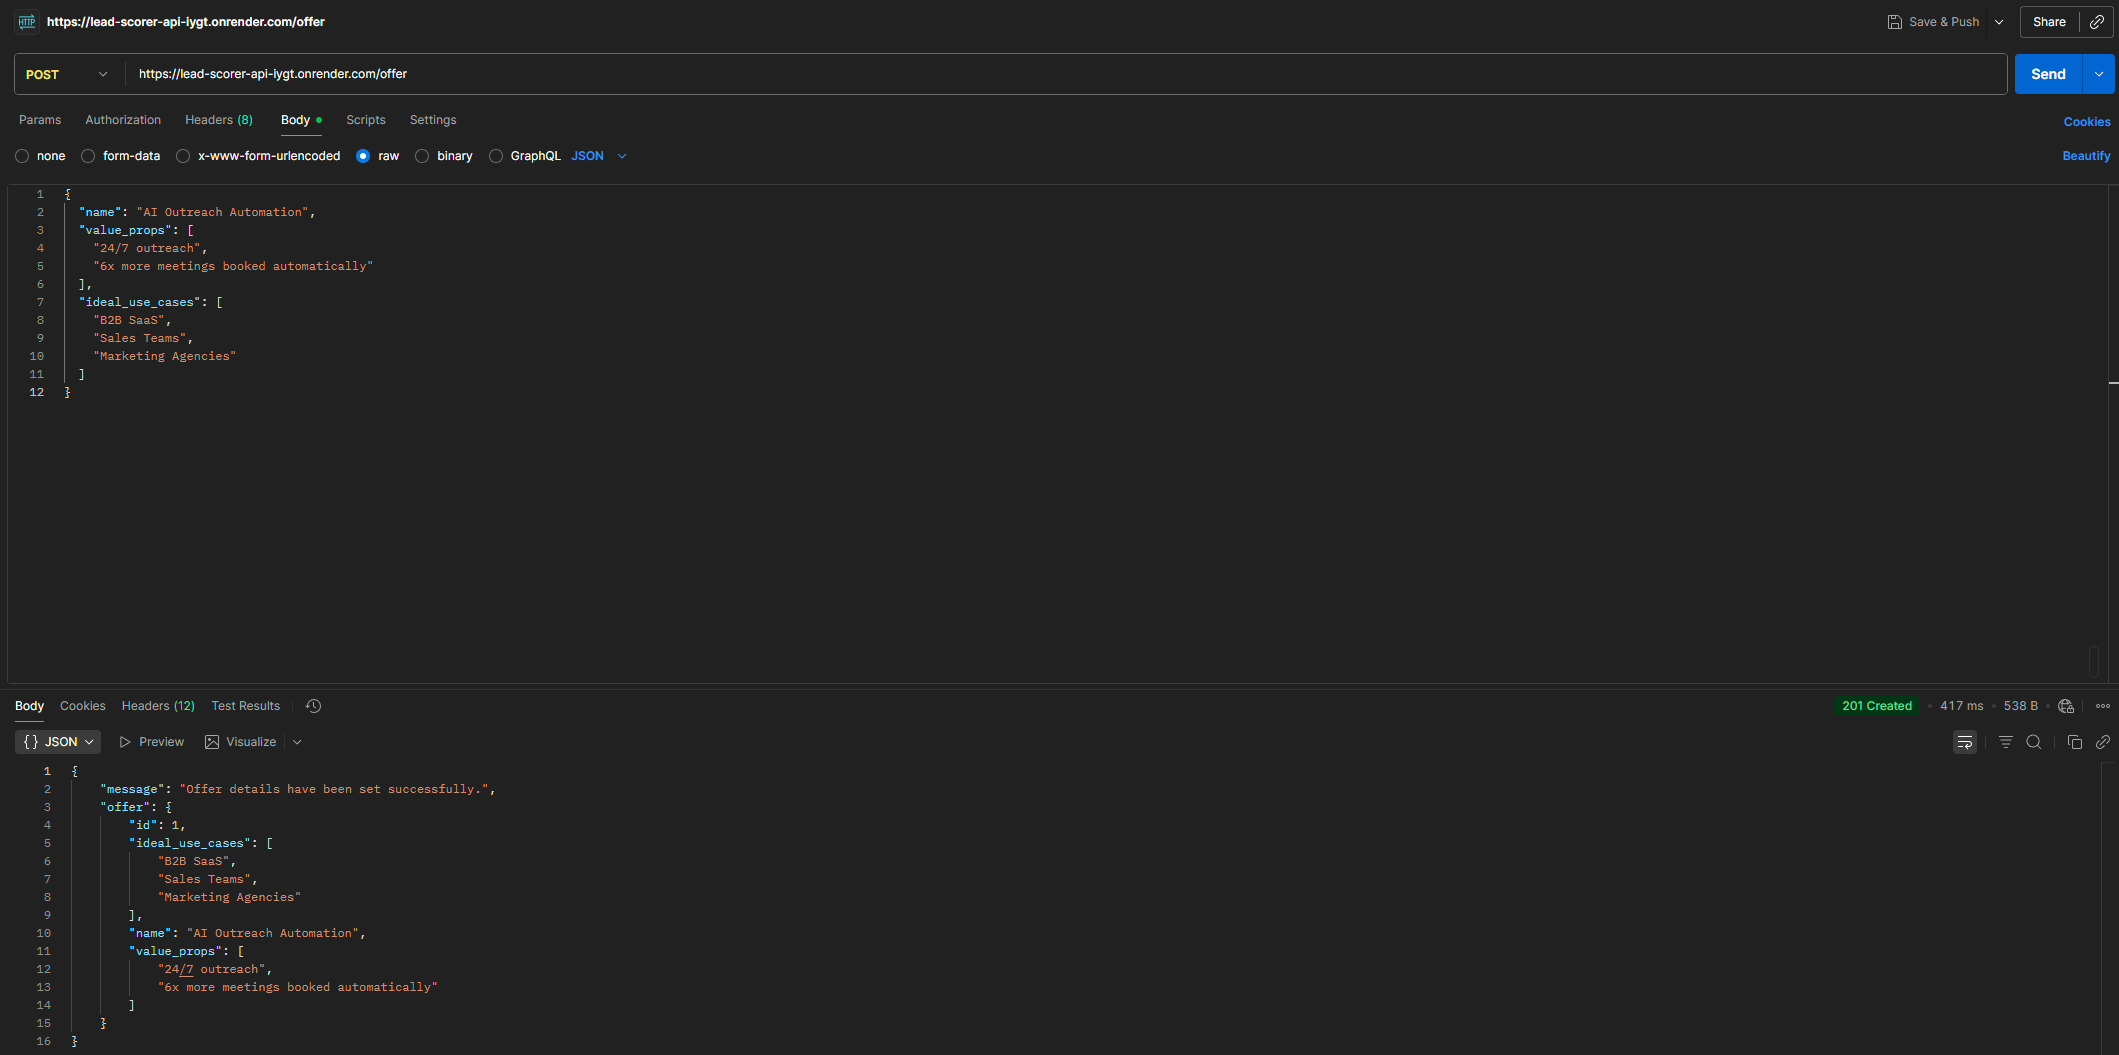 HTTP https://lead-scorer-api-iygt.onrender.com/offer Save & Push Share
POST https://lead-scorer-api-iygt.onrender.com/offer Send
Params Authorization Headers (8) Body Scripts Settings Cookies
none form-data x-www-form-urlencoded raw binary GraphQL JSON Beautify
1 {
2 "name": "AI Outreach Automation",
3 "value_props": [
4 "24/7 outreach",
5 "6x more meetings booked automatically"
6 ],
7 "ideal_use_cases": [
8 "B2B SaaS",
9 "Sales Teams",
10 "Marketing Agencies"
11 ]
12 }
Body Cookies Headers (12) Test Results 201 Created • 417 ms • 538 B •
{} JSON Preview Visualize
1 {
2 "message": "Offer details have been set successfully.",
3 "offer": {
4 "id": 1,
5 "ideal_use_cases": [
6 "B2B SaaS",
7 "Sales Teams",
8 "Marketing Agencies"
9 ],
10 "name": "AI Outreach Automation",
11 "value_props": [
12 "24/7 outreach",
13 "6x more meetings booked automatically"
14 ]
15 }
16 }